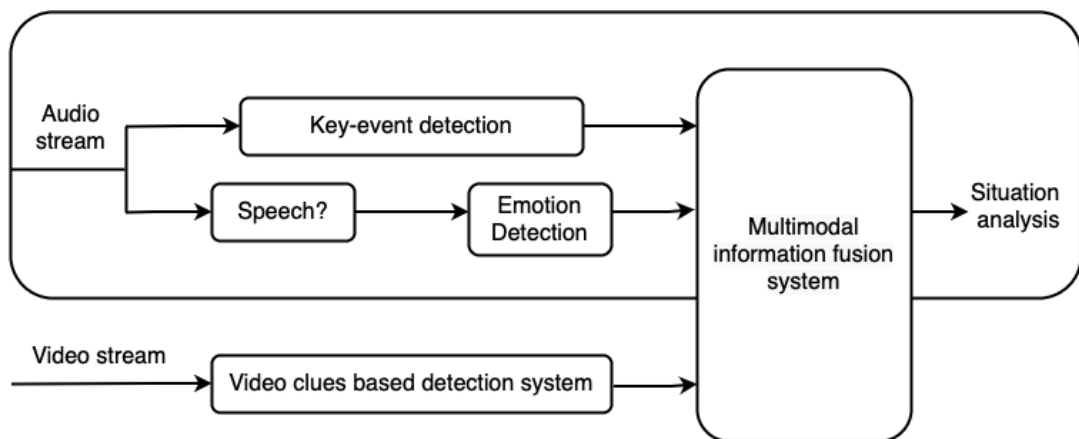 Audio
stream
Key-event detection
Speech?
Emotion
Detection
Multimodal
information fusion
system
Situation
analysis
Video stream
Video clues based detection system